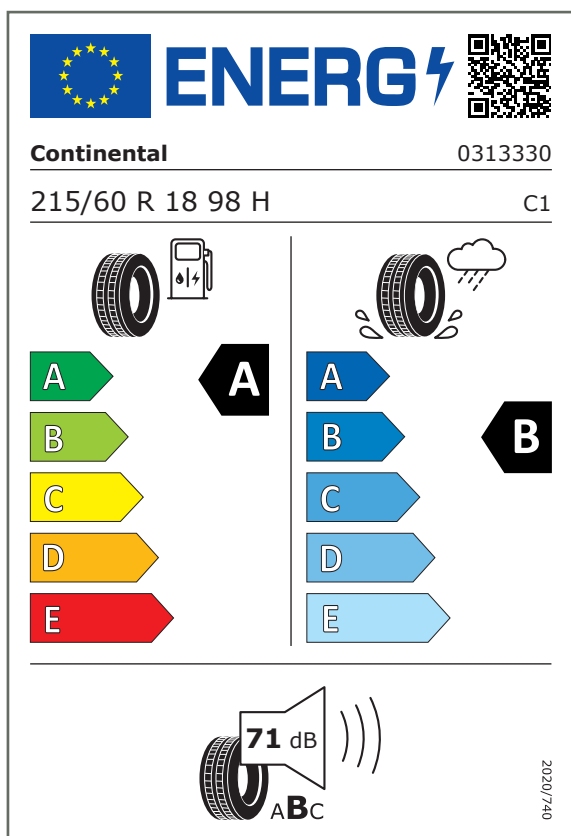 ENERG
Continental 0313330
215/60 R 18 98 H C1
A A
B
C
D
E
A
B B
C
D
E
71 dB
ABC
2020/740